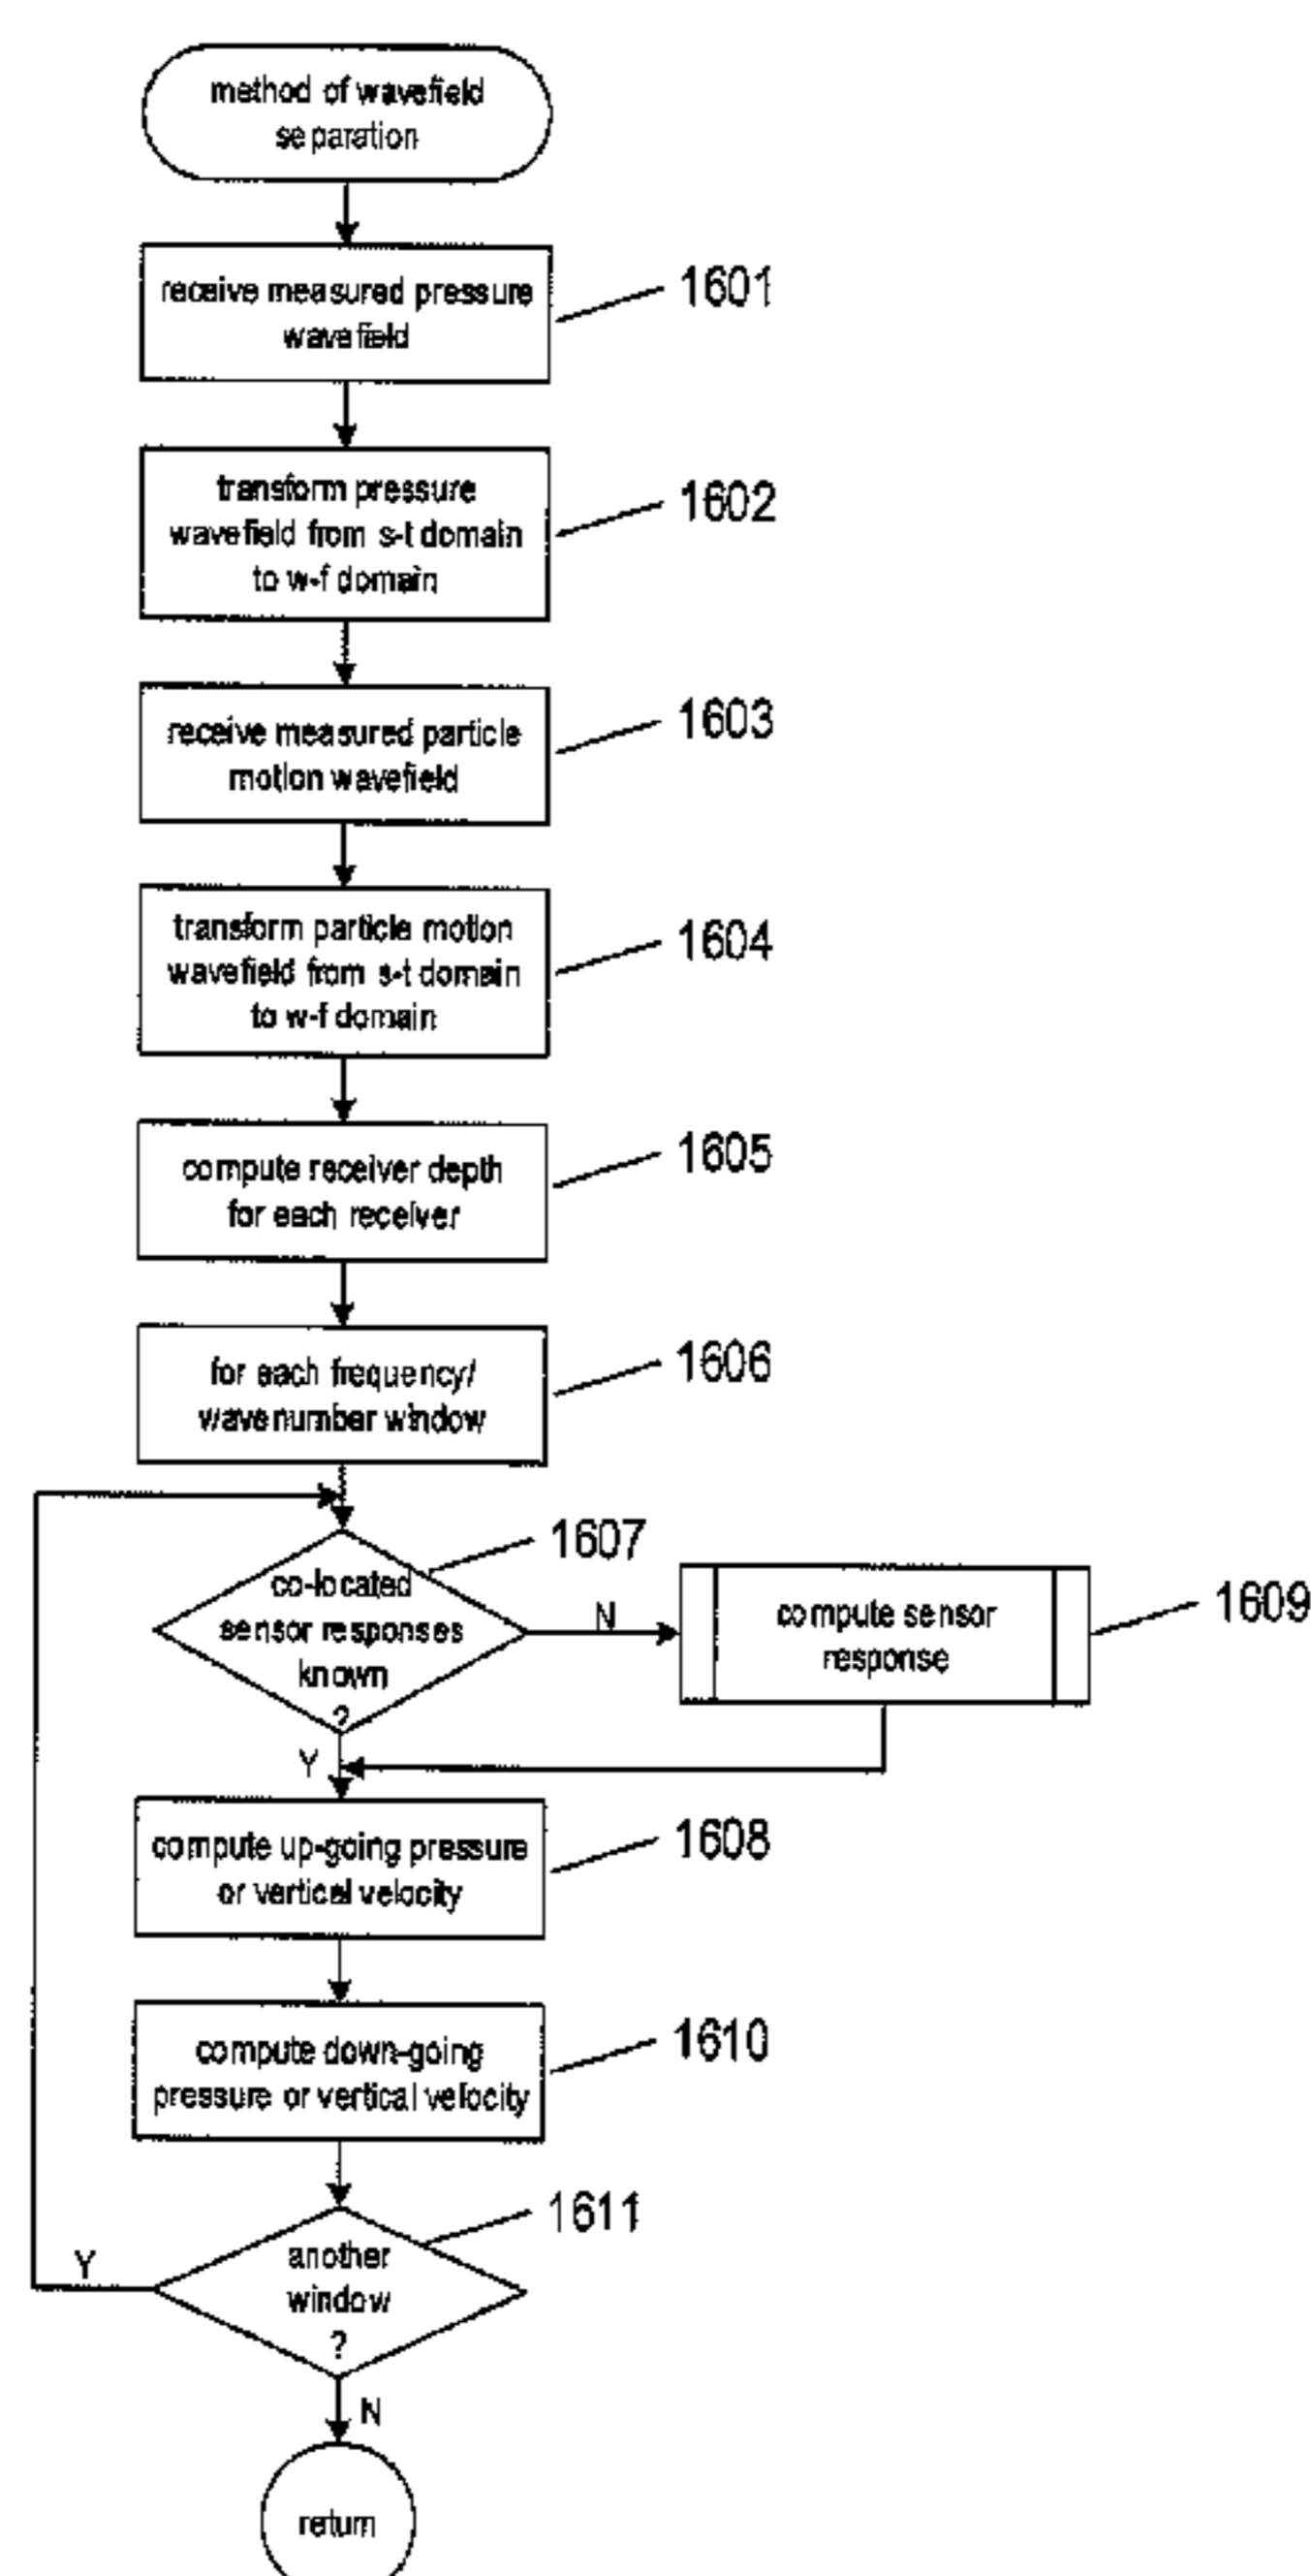 method of wavefield
separation
receive measured pressure
wavefield
1601
transform pressure
wavefield from s-t domain
to w-f domain
1602
receive measured particle
motion wavefield
1603
transform particle motion
wavefield from s-t domain
to w-f domain
1604
compute receiver depth
for each receiver
1605
for each frequency/
wavenumber window
1606
co-located
sensor responses
known
?
1607
N
compute sensor
response
1609
Y
compute up-going pressure
or vertical velocity
1608
compute down-going
pressure or vertical velocity
1610
another
window
?
1611
Y
N
return